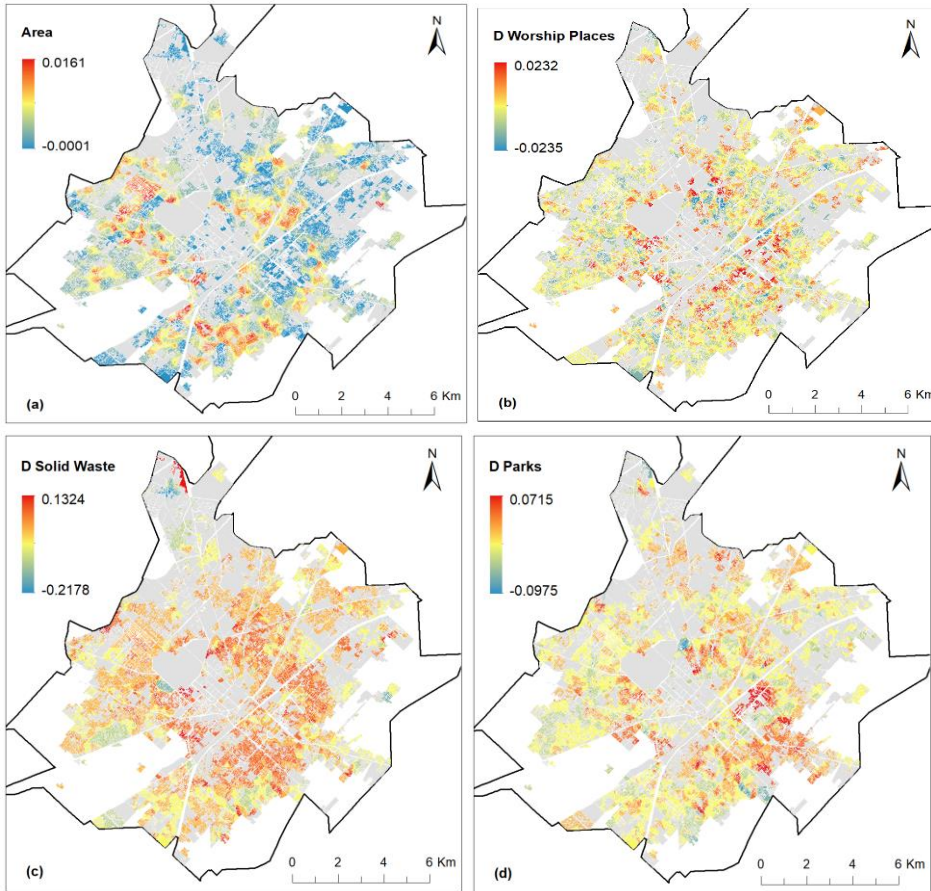 Area
N
0.0161
-0.0001
(a)
0 2 4 6 Km
D Worship Places
N
0.0232
-0.0235
(b)
0 2 4 6 Km
D Solid Waste
N
0.1324
-0.2178
(c)
0 2 4 6 Km
D Parks
N
0.0715
-0.0975
(d)
0 2 4 6 Km